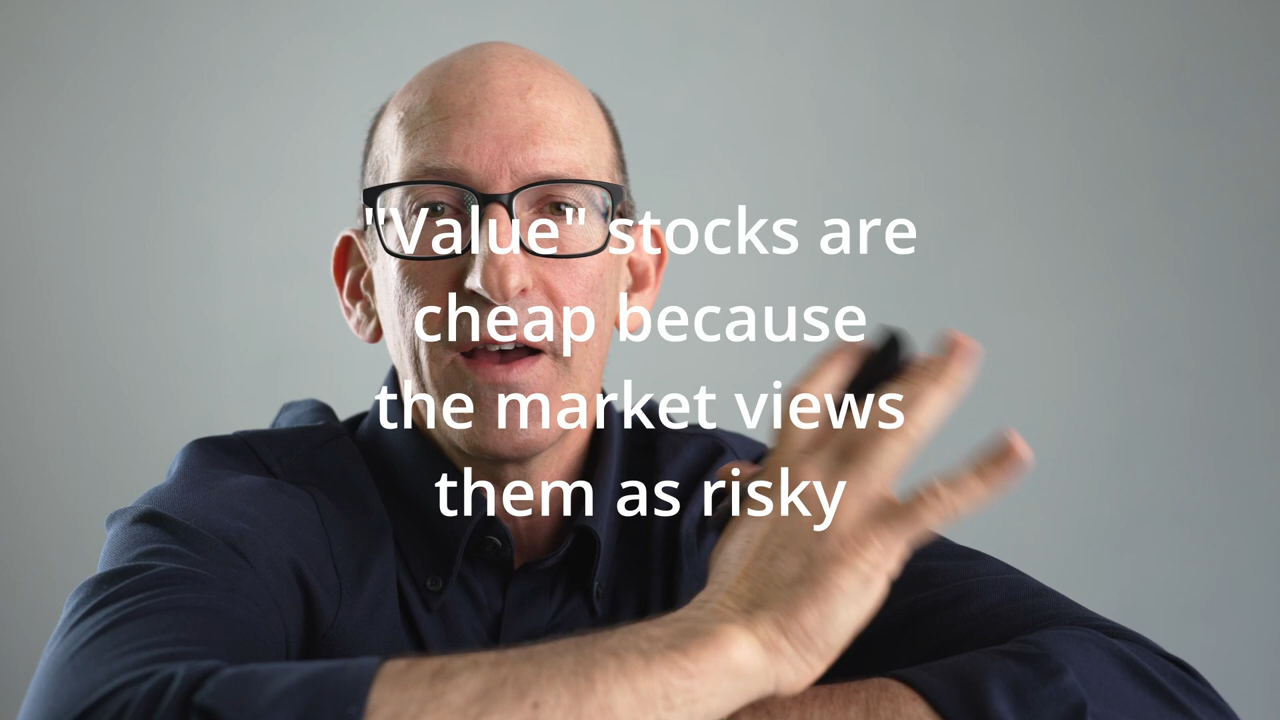 "Value" stocks are
cheap because
the market views
them as risky